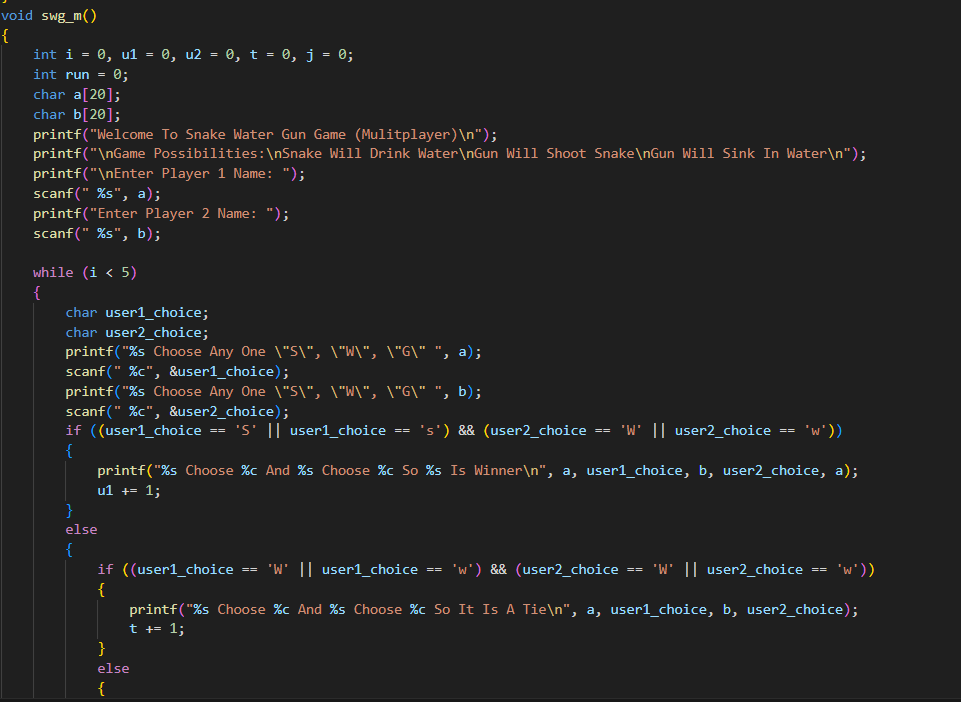 void swg_m()
{
    int i = 0, u1 = 0, u2 = 0, t = 0, j = 0;
    int run = 0;
    char a[20];
    char b[20];
    printf("Welcome To Snake Water Gun Game (Mulitplayer)\n");
    printf("\nGame Possibilities:\nSnake Will Drink Water\nGun Will Shoot Snake\nGun Will Sink In Water\n");
    printf("\nEnter Player 1 Name: ");
    scanf(" %s", a);
    printf("Enter Player 2 Name: ");
    scanf(" %s", b);

    while (i < 5)
    {
        char user1_choice;
        char user2_choice;
        printf("%s Choose Any One \"S\", \"W\", \"G\" ", a);
        scanf(" %c", &user1_choice);
        printf("%s Choose Any One \"S\", \"W\", \"G\" ", b);
        scanf(" %c", &user2_choice);
        if ((user1_choice == 'S' || user1_choice == 's') && (user2_choice == 'W' || user2_choice == 'w'))
        {
            printf("%s Choose %c And %s Choose %c So %s Is Winner\n", a, user1_choice, b, user2_choice, a);
            u1 += 1;
        }
        else
        {
            if ((user1_choice == 'W' || user1_choice == 'w') && (user2_choice == 'W' || user2_choice == 'w'))
            {
                printf("%s Choose %c And %s Choose %c So It Is A Tie\n", a, user1_choice, b, user2_choice);
                t += 1;
            }
            else
            {